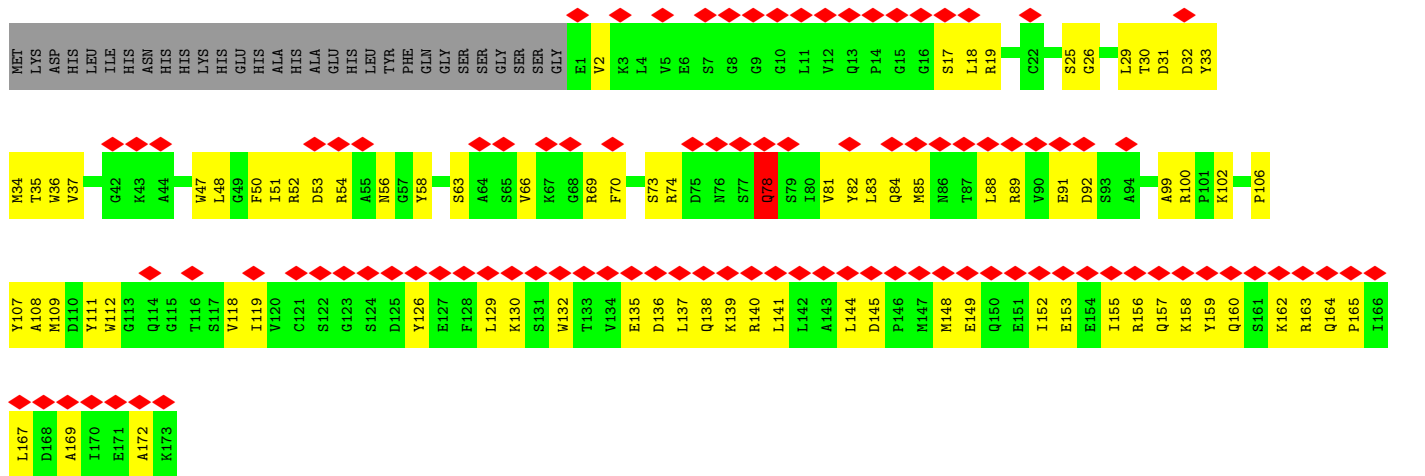 MET LYS ASP HIS LEU ILE HIS ASN HIS HIS LYS HIS GLU HIS ALA HIS ALA GLU HIS LEU TYR PHE GLN GLY SER SER GLY SER SER GLY E1 V2 K3 L4 V5 E6 S7 G8 G9 G10 L11 V12 Q13 P14 G15 G16 S17 L18 R19 C22 S25 G26 L29 T30 D31 D32 Y33
M34 T35 W36 V37 G42 K43 A44 W47 L48 G49 F50 I51 R52 D53 R54 A55 N56 G57 Y58 S63 A64 S65 V66 K67 G68 R69 F70 S73 R74 D75 N76 S77 Q78 S79 I80 V81 Y82 L83 Q84 M85 N86 T87 L88 R89 V90 E91 D92 S93 A94 A99 R100 P101 K102 P106
Y107 A108 M109 D110 Y111 W112 G113 Q114 G115 T116 S117 V118 I119 V120 C121 S122 G123 S124 D125 Y126 E127 F128 L129 K130 S131 W132 T133 V134 E135 D136 L137 Q138 K139 R140 L141 L142 A143 L144 D145 P146 M147 M148 E149 Q150 E151 I152 E153 E154 I155 R156 Q157 K158 Y159 Q160 S161 K162 R163 Q164 P165 I166
L167 D168 A169 I170 E171 A172 K173